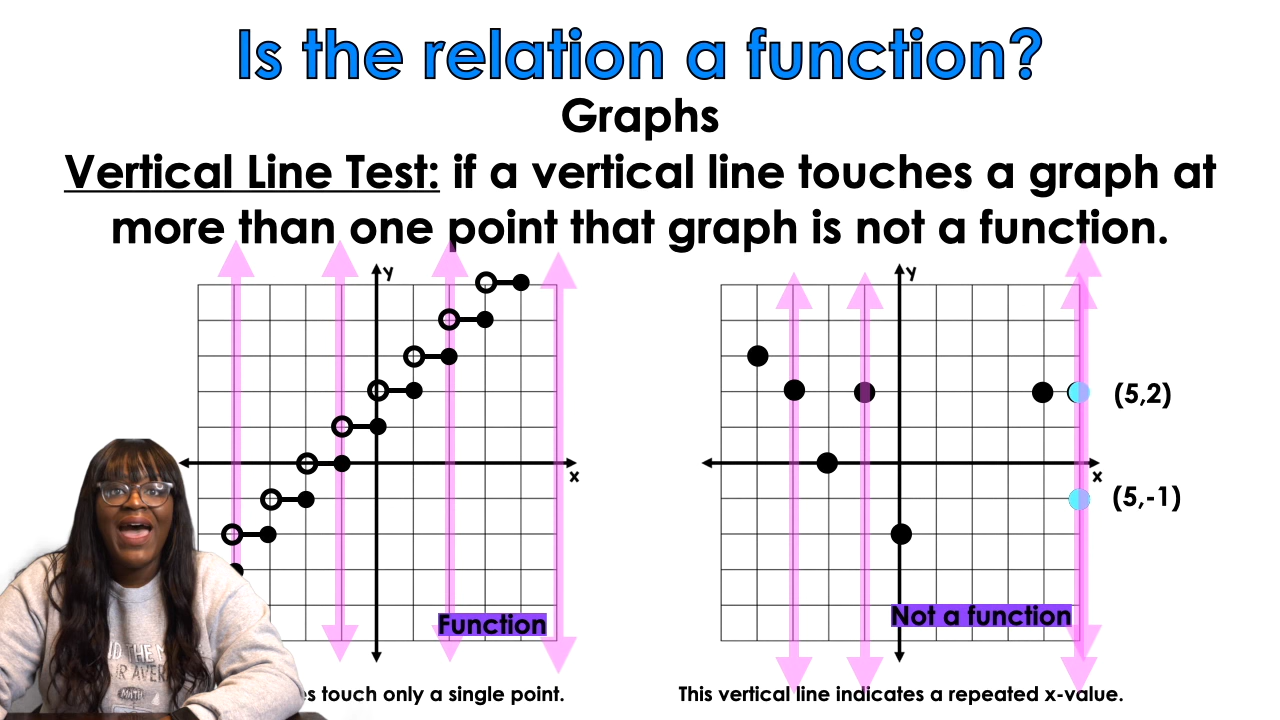 Is the relation a function?
Graphs
Vertical Line Test: if a vertical line touches a graph at
more than one point that graph is not a function.
y
y
(5,2)
x
x
(5,-1)
Function
Not a function
touch only a single point.
This vertical line indicates a repeated x-value.
THE
MATH